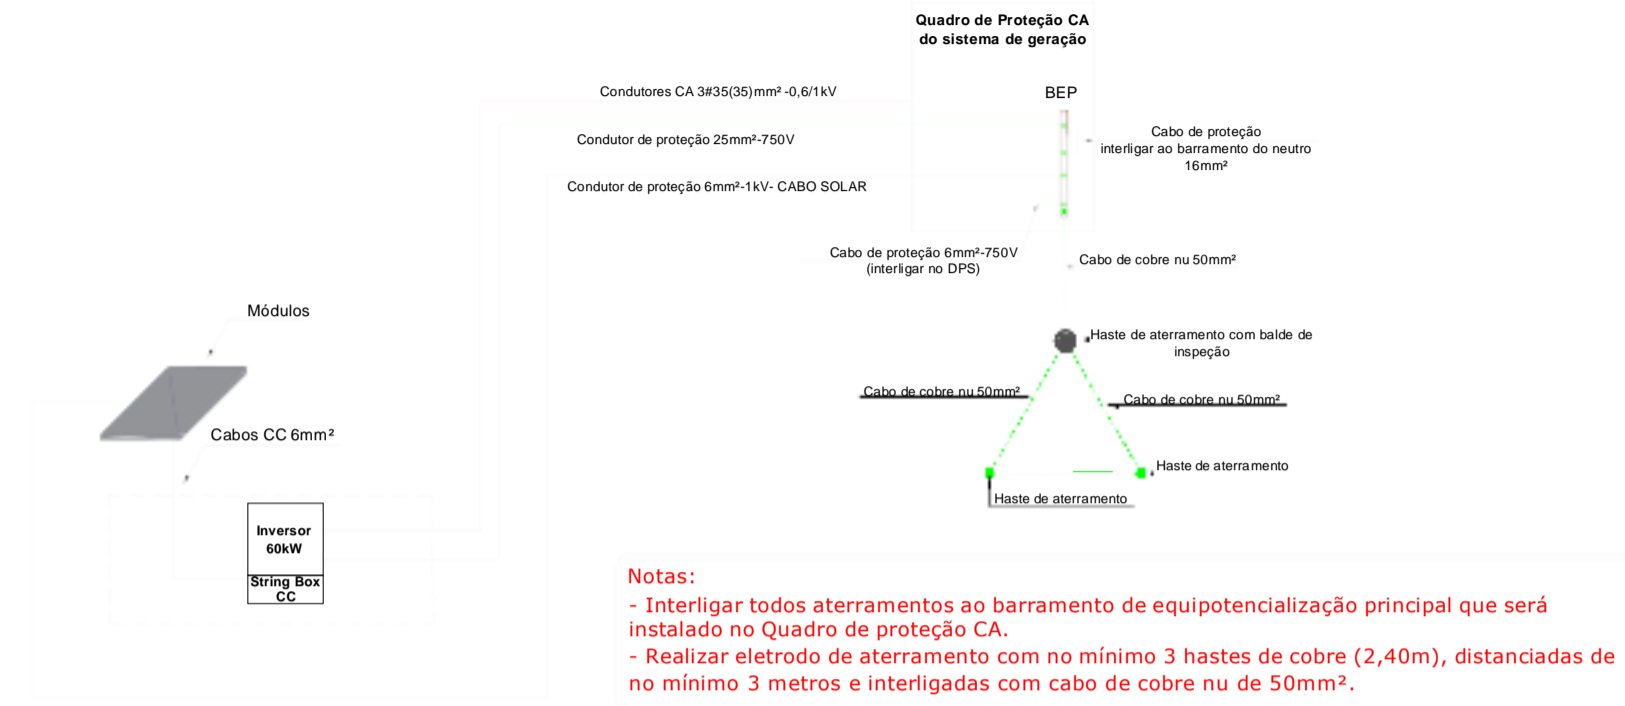 Quadro de Proteção CA
do sistema de geração
Condutores CA 3#35(35)mm² -0,6/1kV
BEP
Condutor de proteção 25mm²-750V
Cabo de proteção
interligar ao barramento do neutro
16mm²
Condutor de proteção 6mm²-1kV- CABO SOLAR
Cabo de proteção 6mm²-750V
(interligar no DPS)
Cabo de cobre nu 50mm²
Módulos
Haste de aterramento com balde de
inspeção
Cabo de cobre nu 50mm²
Cabo de cobre nu 50mm²
Cabos CC 6mm²
Haste de aterramento
Haste de aterramento
Inversor
60kW
String Box
CC
Notas:
- Interligar todos aterramentos ao barramento de equipotencialização principal que será
instalado no Quadro de proteção CA.
- Realizar eletrodo de aterramento com no mínimo 3 hastes de cobre (2,40m), distanciadas de
no mínimo 3 metros e interligadas com cabo de cobre nu de 50mm².